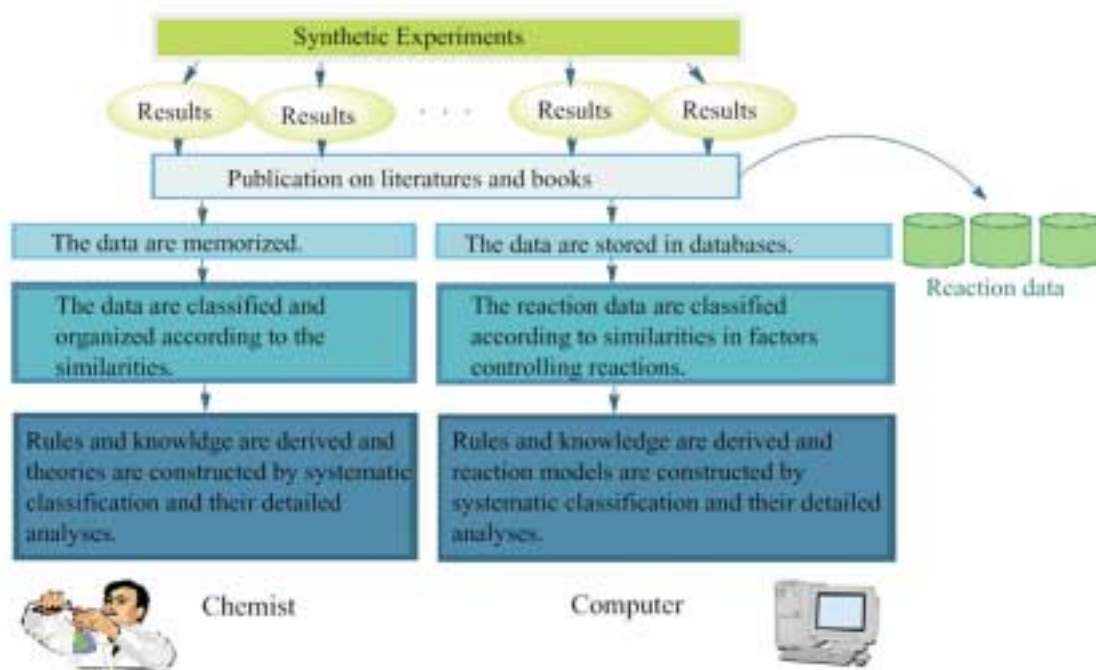 Synthetic Experiments
Results
Results
. . .
Results
Results
Publication on literatures and books
The data are memorized.
The data are stored in databases.
Reaction data
The data are classified and
organized according to the
similarities.
The reaction data are classified
according to similarities in factors
controlling reactions.
Rules and knowldge are derived and
theories are constructed by systematic
classification and their detailed
analyses.
Rules and knowledge are derived and
reaction models are constructed by
systematic classification and their detailed
analyses.
Chemist
Computer